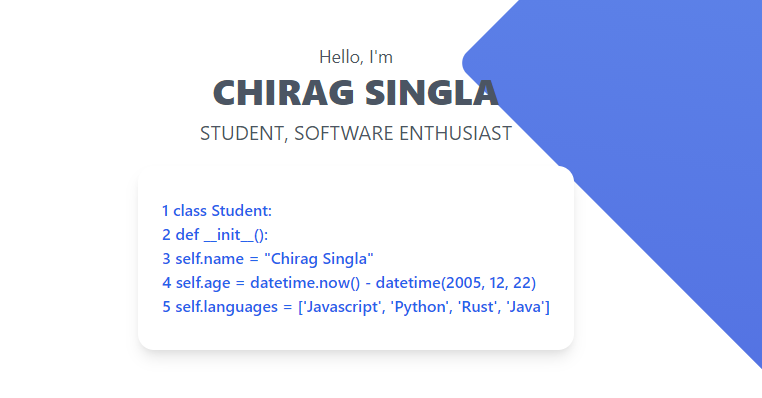 Hello, I'm
CHIRAG SINGLA
STUDENT, SOFTWARE ENTHUSIAST
1 class Student:
2 def __init__():
3 self.name = "Chirag Singla"
4 self.age = datetime.now() - datetime(2005, 12, 22)
5 self.languages = ['Javascript', 'Python', 'Rust', 'Java']